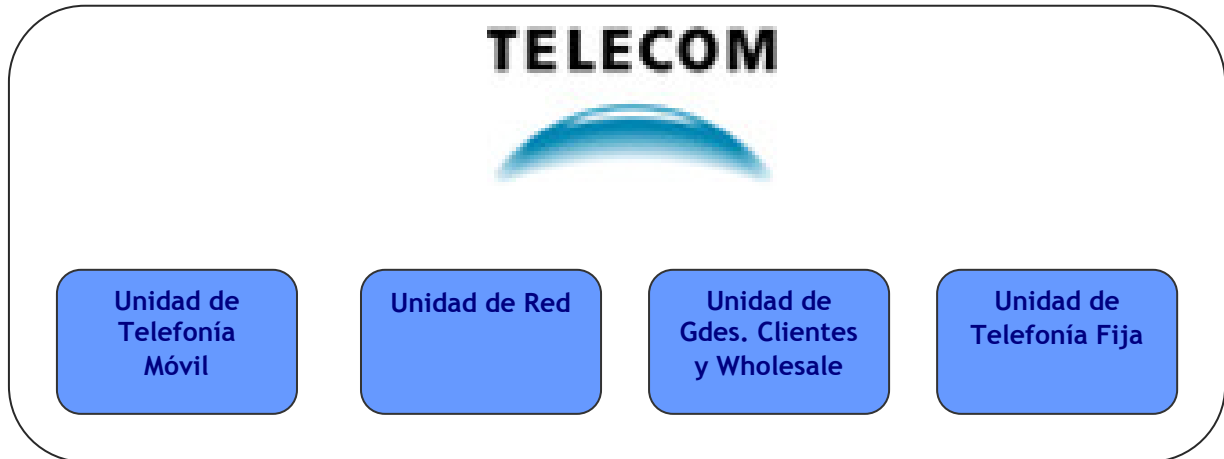 TELECOM
Unidad de
Telefonía
Móvil
Unidad de Red
Unidad de
Gdes. Clientes
y Wholesale
Unidad de
Telefonía Fija